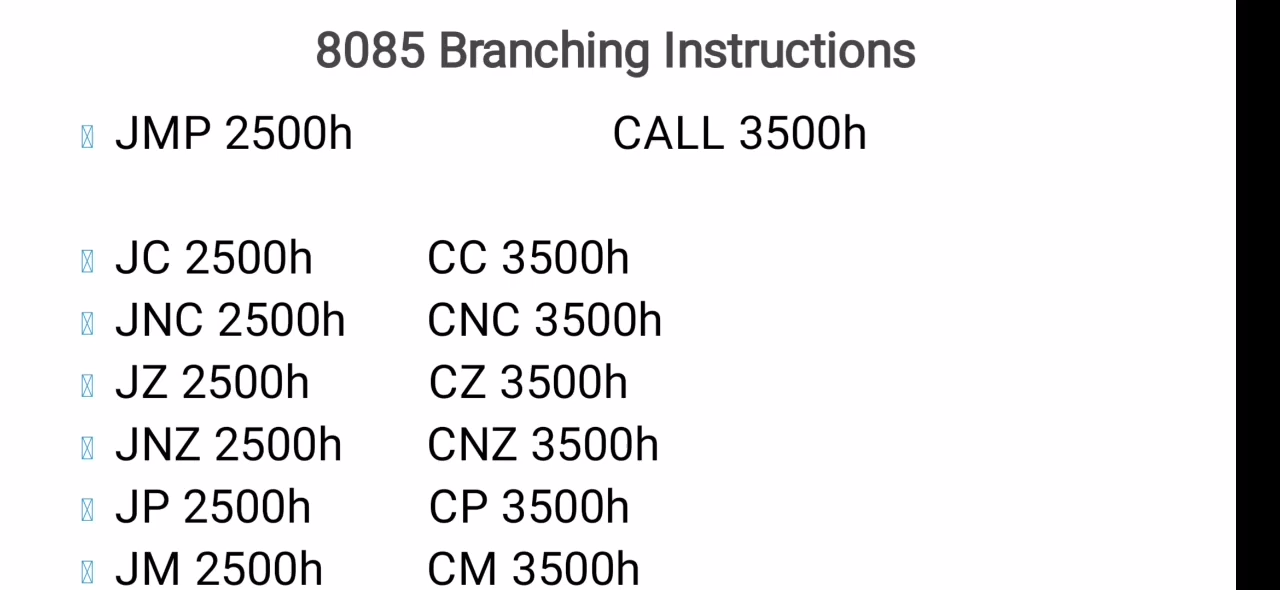 8085 Branching Instructions
JMP 2500h CALL 3500h
JC 2500h CC 3500h
JNC 2500h CNC 3500h
JZ 2500h CZ 3500h
JNZ 2500h CNZ 3500h
JP 2500h CP 3500h
JM 2500h CM 3500h